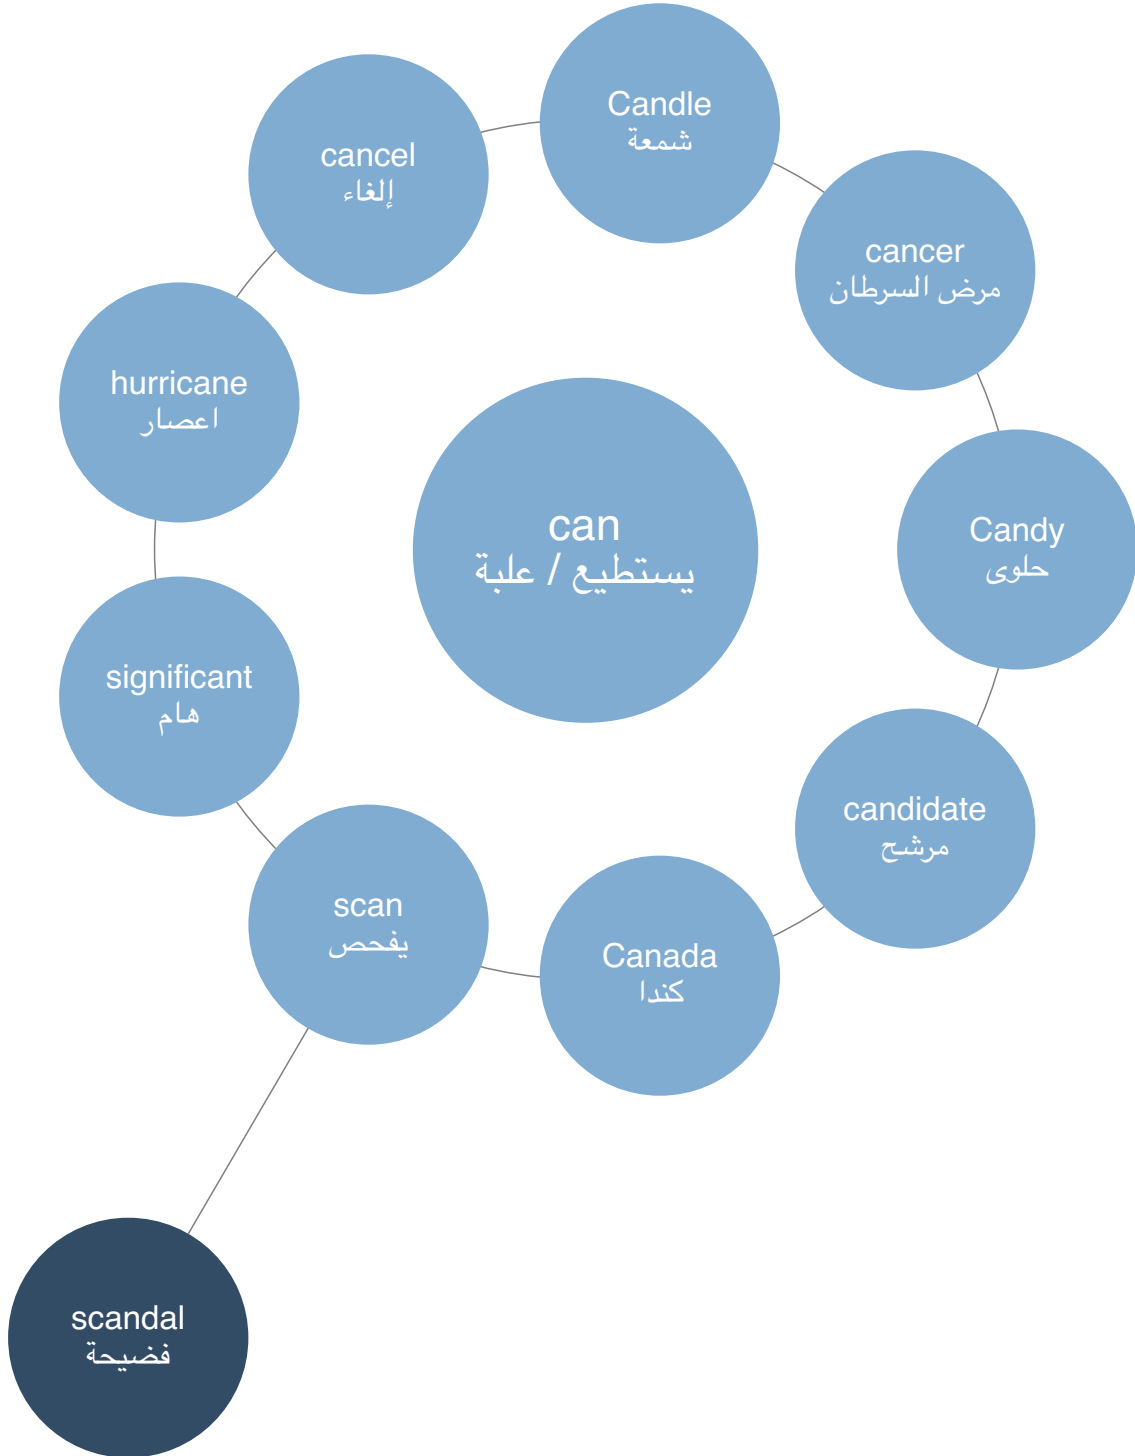 Candle
شمعة
cancel
إلغاء
cancer
مرض السرطان
hurricane
اعصار
can
يستطيع / علبة
Candy
حلوى
significant
هام
candidate
مرشح
scan
يفحص
Canada
كندا
scandal
فضيحة